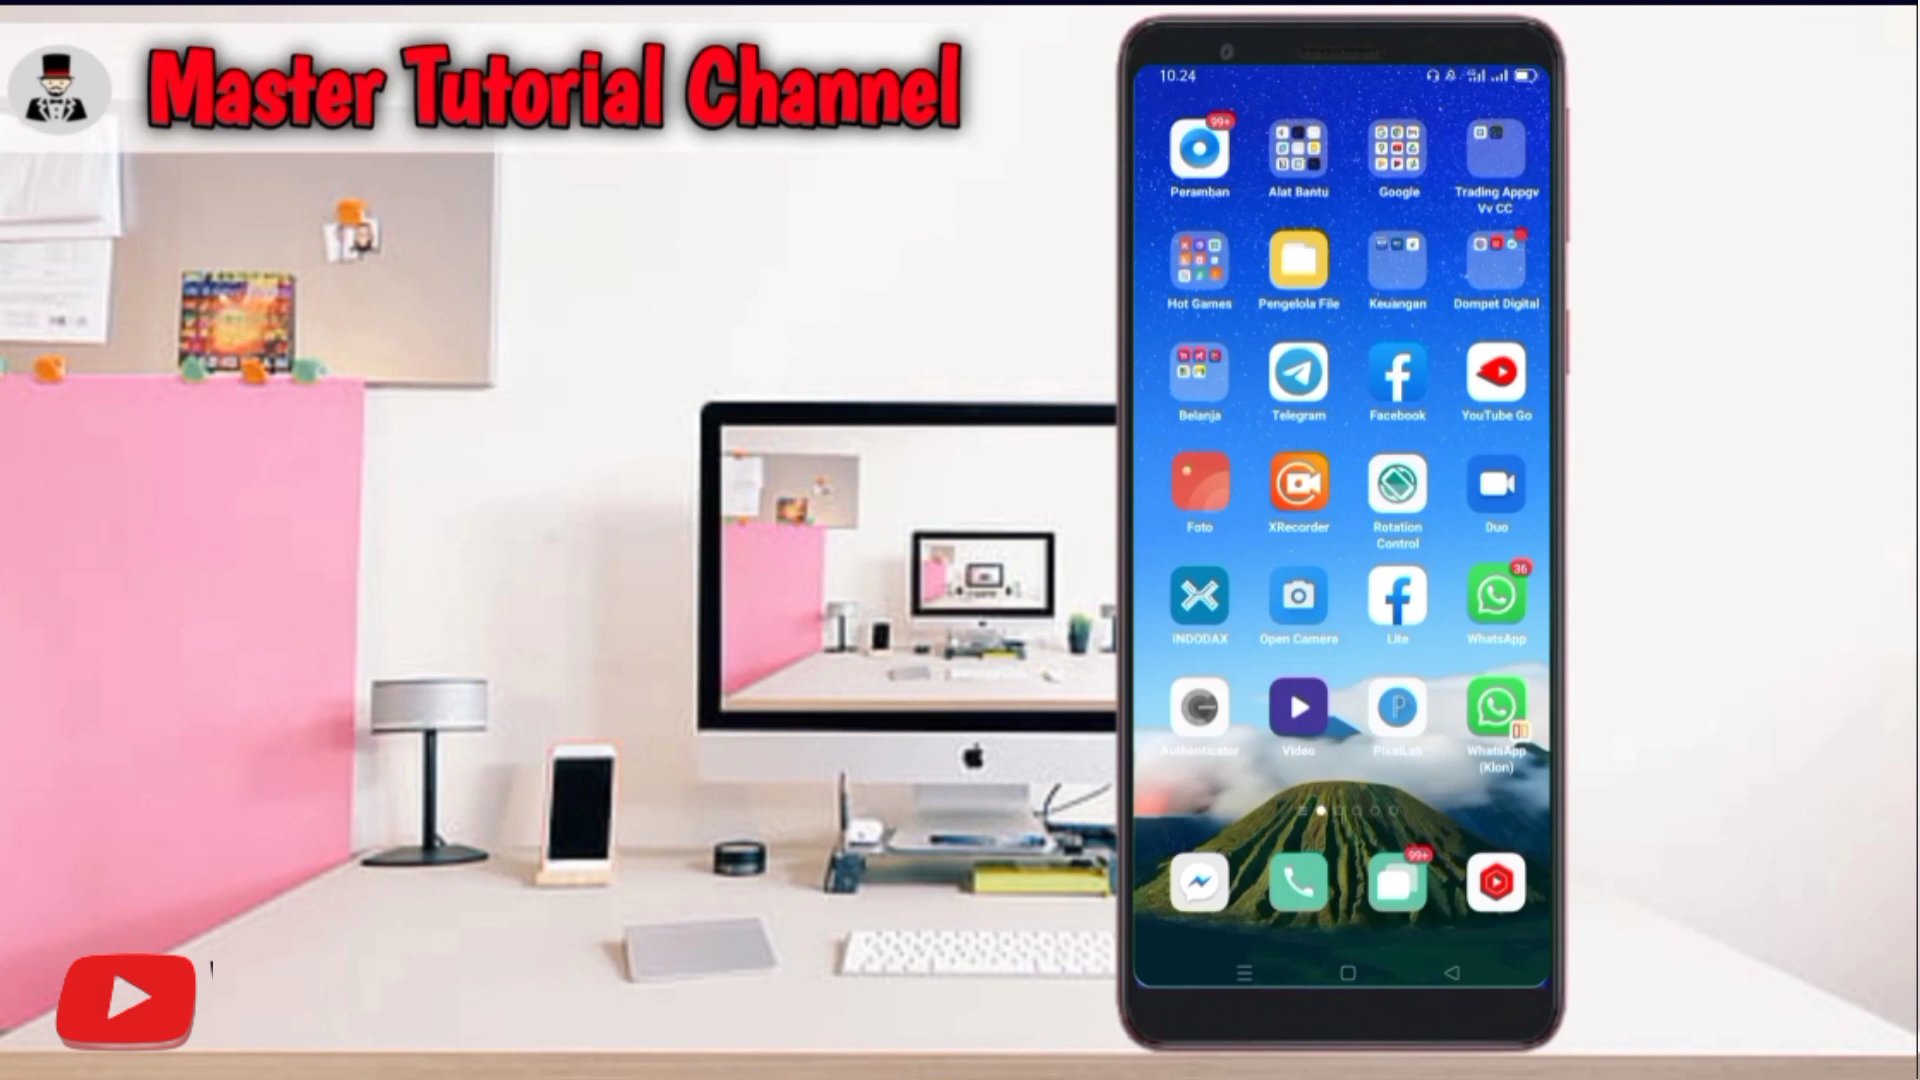 Master Tutorial Channel
10.24
99+
Peramban
Alat Bantu
Google
Trading Appgv
Vv CC
Hot Games
Pengelola File
Keuangan
Dompet Digital
Belanja
Telegram
Facebook
YouTube Go
Foto
XRecorder
Rotation
Control
Duo
36
INDODAX
Open Camera
Lite
WhatsApp
Authenticator
Video
PixelLab
WhatsApp
(Klon)
99+